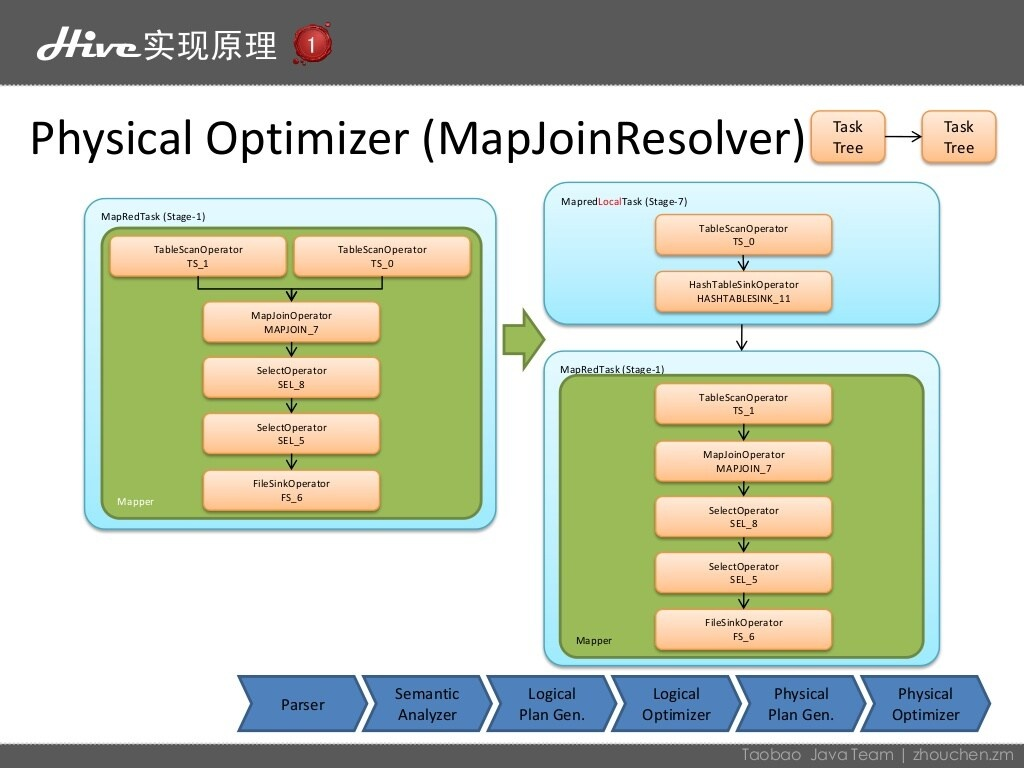 Hive实现原理 1
Physical Optimizer (MapJoinResolver)
Task
Tree
Task
Tree
MapRedTask (Stage-1)
TableScanOperator
TS_1
TableScanOperator
TS_0
MapJoinOperator
MAPJOIN_7
SelectOperator
SEL_8
SelectOperator
SEL_5
FileSinkOperator
FS_6
Mapper
MapredLocalTask (Stage-7)
TableScanOperator
TS_0
HashTableSinkOperator
HASHTABLESINK_11
MapRedTask (Stage-1)
TableScanOperator
TS_1
MapJoinOperator
MAPJOIN_7
SelectOperator
SEL_8
SelectOperator
SEL_5
FileSinkOperator
FS_6
Mapper
Parser
Semantic
Analyzer
Logical
Plan Gen.
Logical
Optimizer
Physical
Plan Gen.
Physical
Optimizer
Taobao Java Team | zhouchen.zm